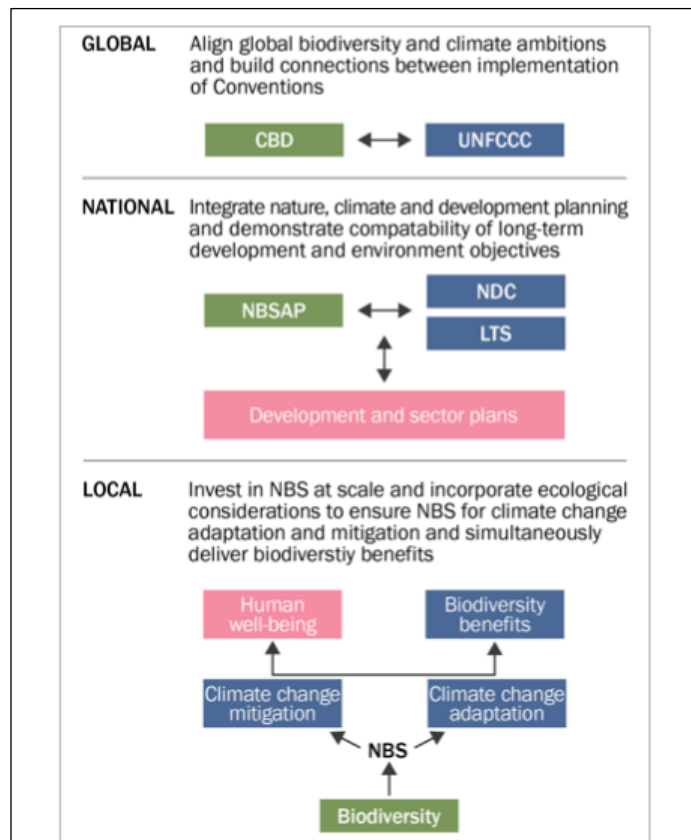 GLOBAL Align global biodiversity and climate ambitions
and build connections between implementation
of Conventions
CBD UNFCCC
NATIONAL Integrate nature, climate and development planning
and demonstrate compatability of long-term
development and environment objectives
NBSAP NDC
LTS
Development and sector plans
LOCAL Invest in NBS at scale and incorporate ecological
considerations to ensure NBS for climate change
adaptation and mitigation and simultaneously
deliver biodiverstiy benefits
Human
well-being
Biodiversity
benefits
Climate change
mitigation
Climate change
adaptation
NBS
Biodiversity